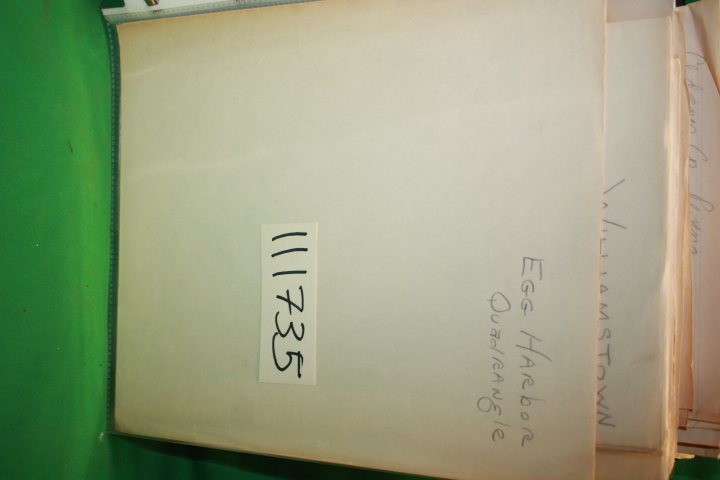 Egg Harbor
Quadrangle
111735
Williamstown